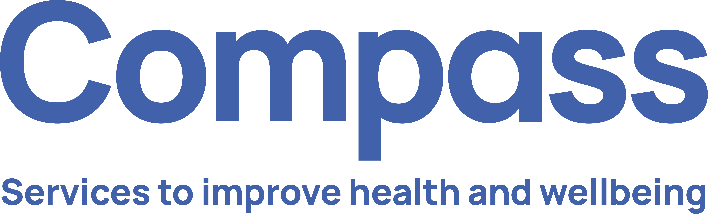 Compass
Services to improve health and wellbeing